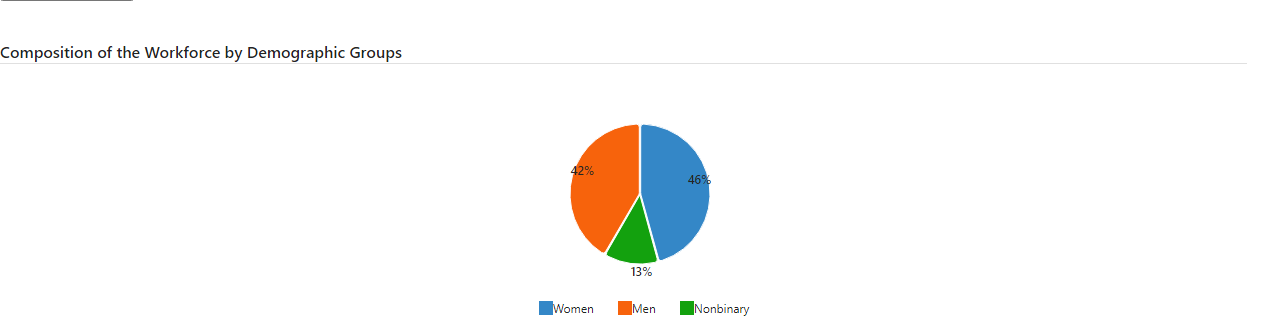 Composition of the Workforce by Demographic Groups
42%
46%
13%
Women Men Nonbinary